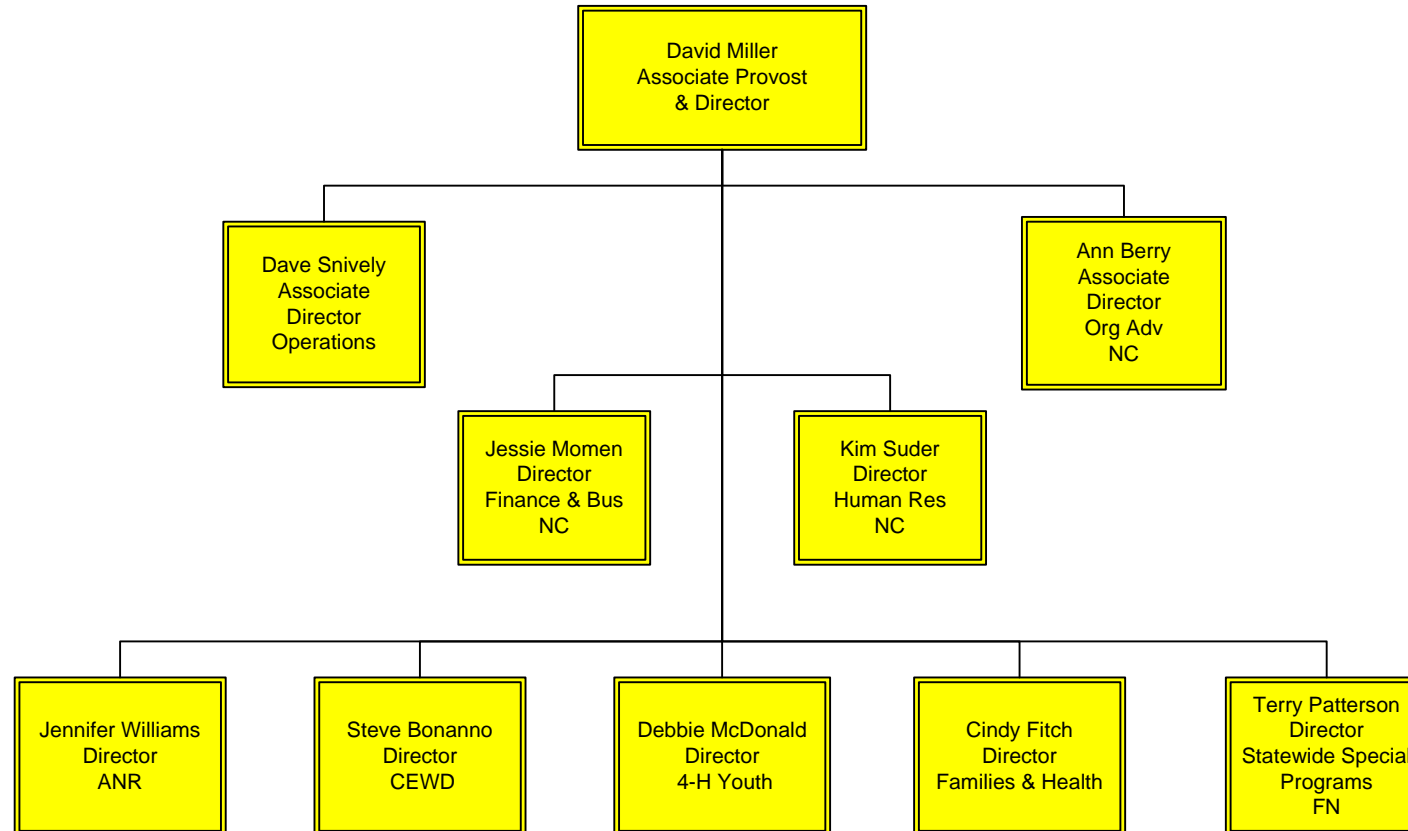 David Miller
Associate Provost
& Director
Dave Snively
Associate
Director
Operations
Ann Berry
Associate
Director
Org Adv
NC
Jessie Momen
Director
Finance & Bus
NC
Kim Suder
Director
Human Res
NC
Jennifer Williams
Director
ANR
Steve Bonanno
Director
CEWD
Debbie McDonald
Director
4-H Youth
Cindy Fitch
Director
Families & Health
Terry Patterson
Director
Statewide Special
Programs
FN